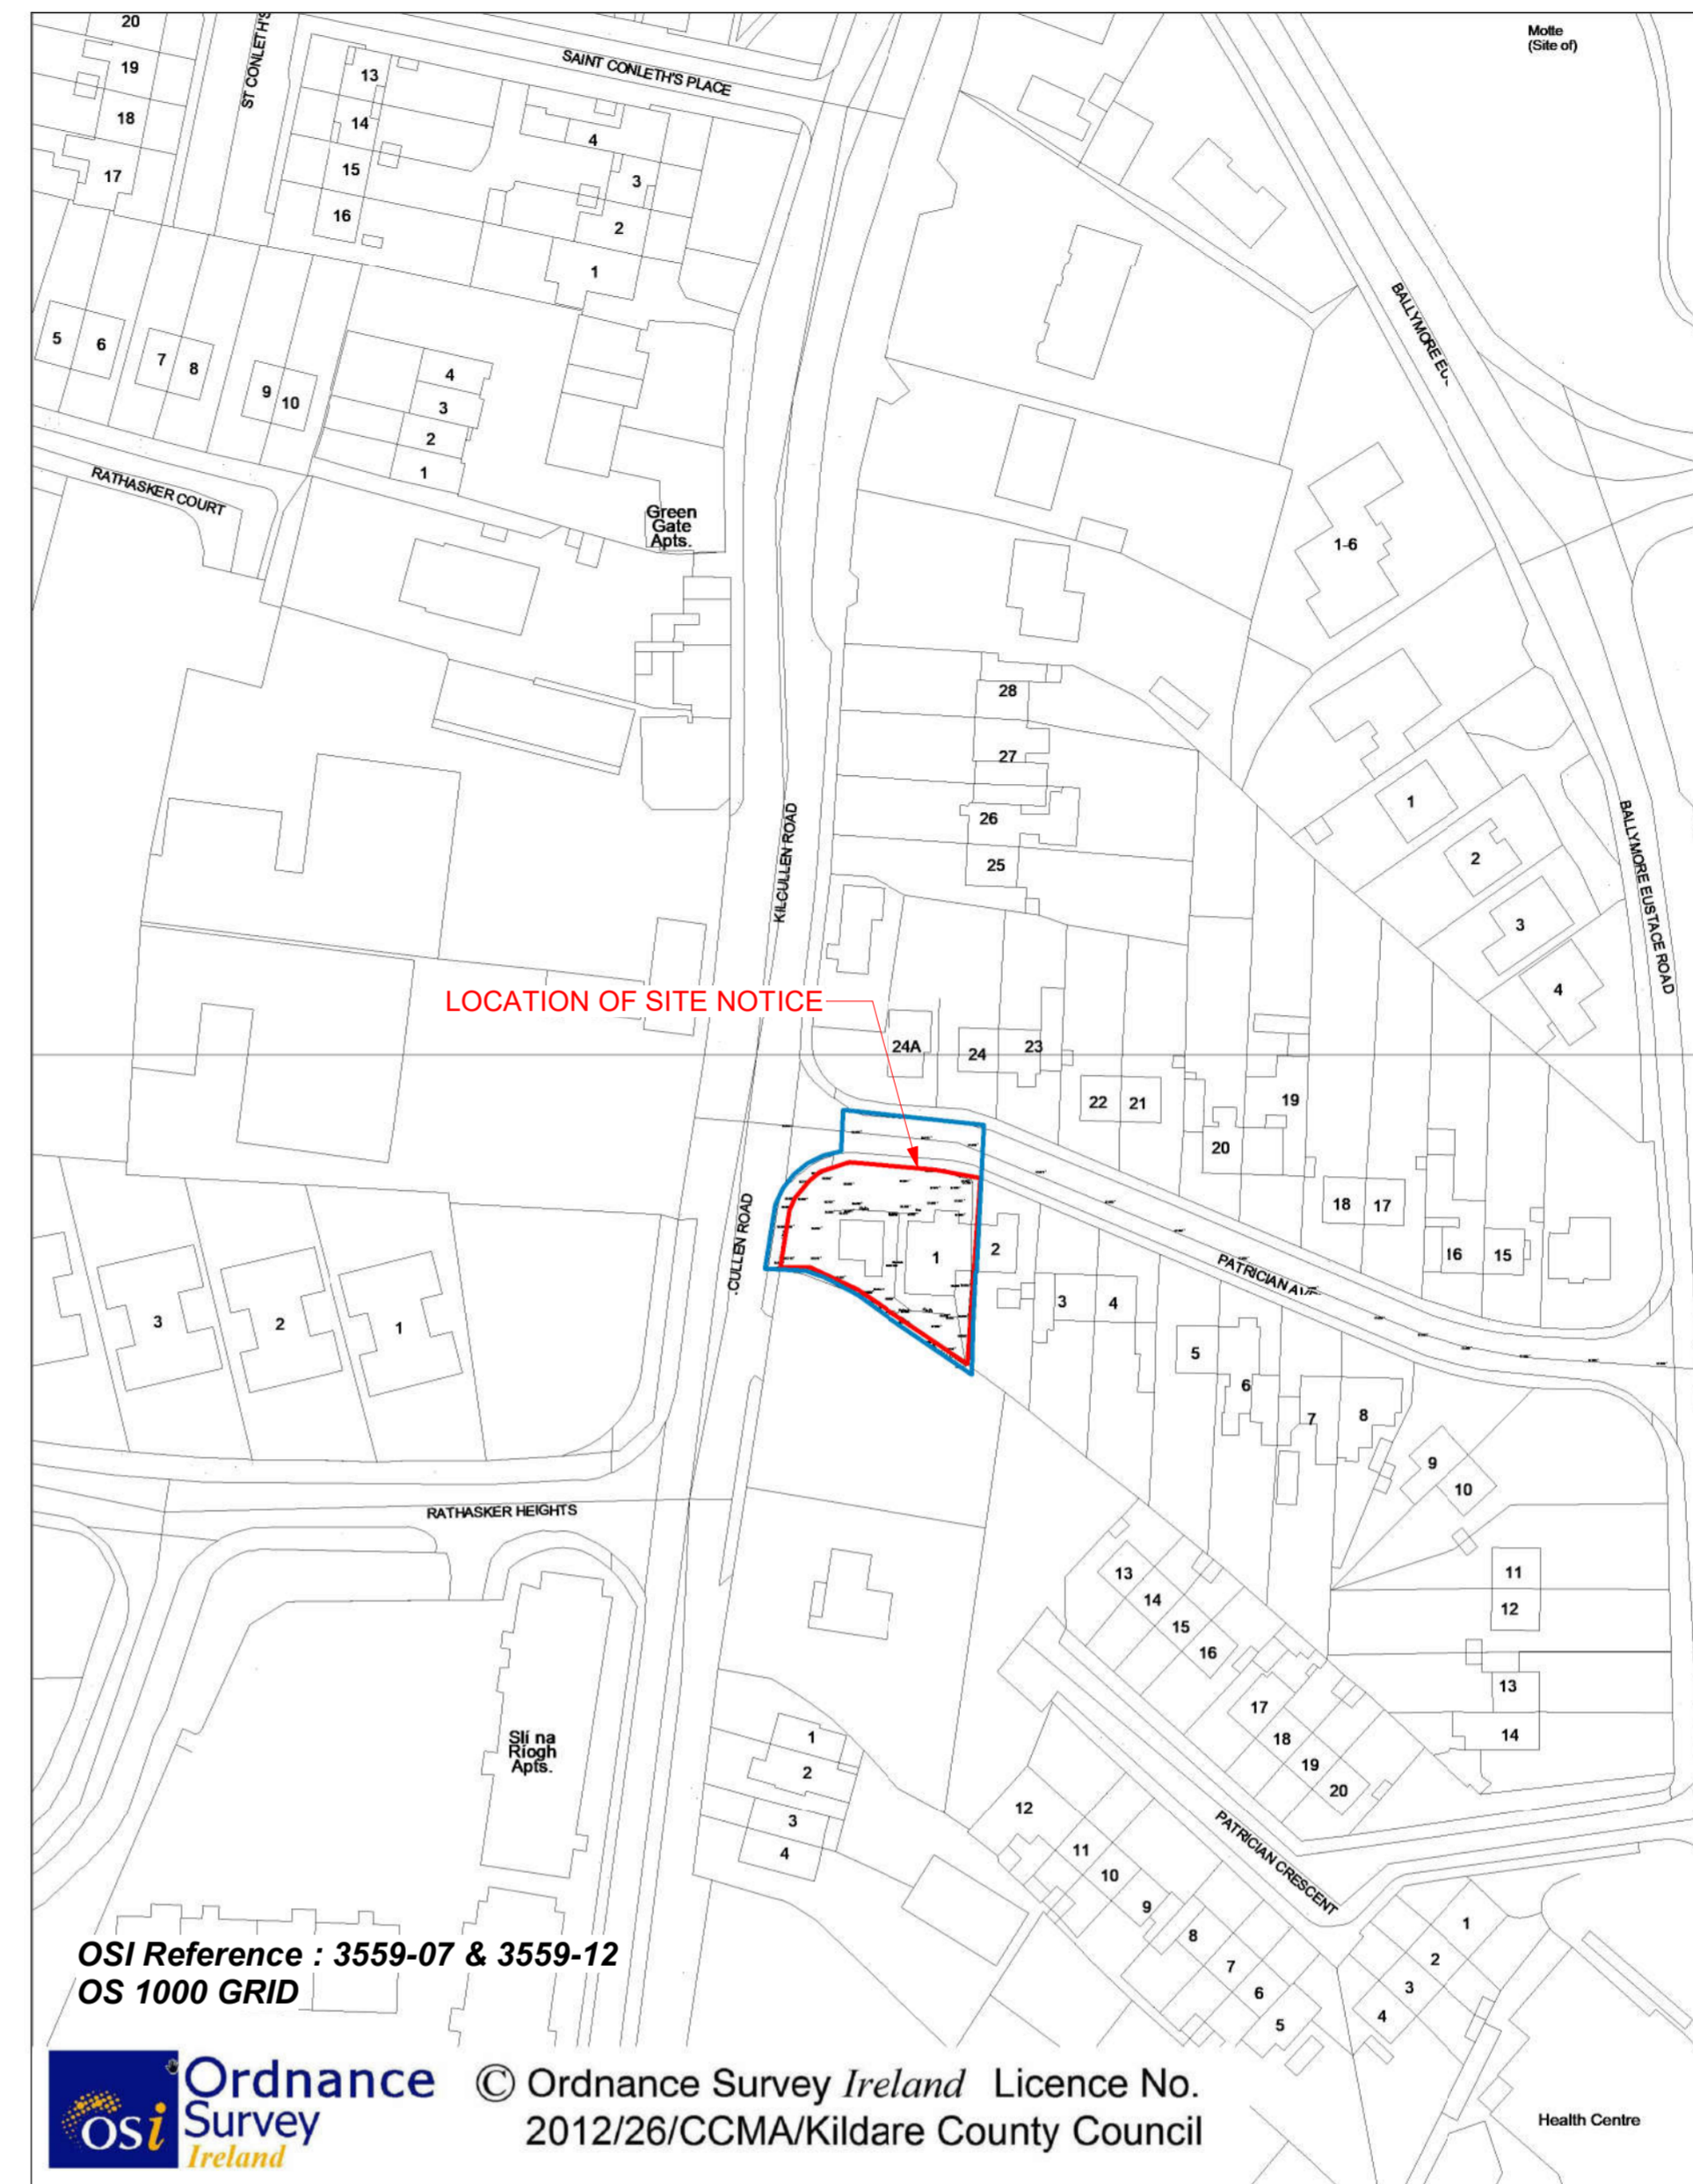 Motte
(Site of)
20
19
18
17
ST CONLETH'S
SAINT CONLETH'S PLACE
13
14
15
16
4
3
2
1
5
6
7
8
9
10
4
3
2
1
RATHASKER COURT
Green
Gate
Apts.
BALLYMORE EU
1-6
28
27
26
25
KILCULLEN ROAD
1
2
3
4
BALLYMORE EUSTACE ROAD
LOCATION OF SITE NOTICE
24A
24
23
22
21
20
19
18
17
16
15
CULLEN ROAD
1
2
3
4
PATRICIAN AVE
5
6
7
8
9
10
11
12
13
14
3
2
1
RATHASKER HEIGHTS
13
14
15
16
17
18
19
20
Slí na
Ríogh
Apts.
1
2
3
4
12
11
10
9
8
7
6
5
PATRICIAN CRESCENT
1
2
3
4
Health Centre
OSI Reference : 3559-07 & 3559-12
OS 1000 GRID
osi
Ordnance
Survey
Ireland
© Ordnance Survey Ireland Licence No.
2012/26/CCMA/Kildare County Council